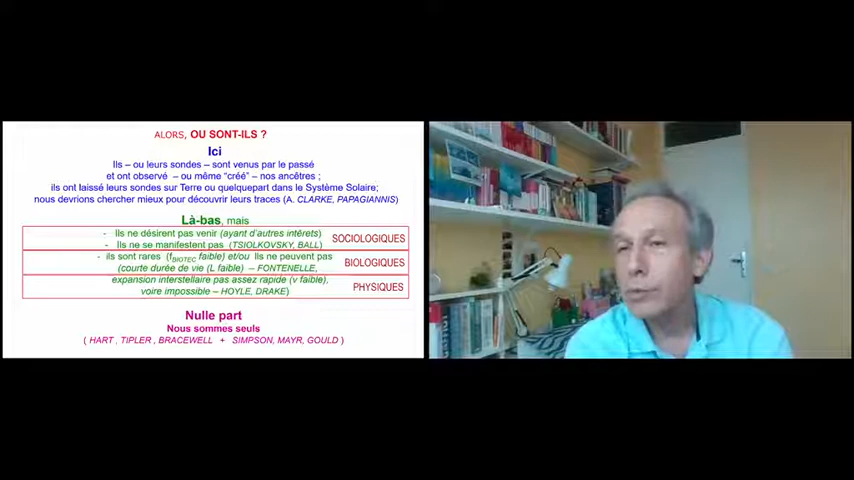 ALORS, OU SONT-ILS ?
Ici
Ils – ou leurs sondes – sont venus par le passé
et ont observé – ou même “créé” – nos ancêtres ;
ils ont laissé leurs sondes sur Terre ou quelquepart dans le Système Solaire;
nous devrions chercher mieux pour découvrir leurs traces (A. CLARKE, PAPAGIANNIS)
Là-bas, mais
- Ils ne désirent pas venir (ayant d’autres intérets)
- Ils ne se manifestent pas (TSIOLKOVSKY, BALL)
SOCIOLOGIQUES
- ils sont rares (fBIOTEC faible) et/ou Ils ne peuvent pas
(courte durée de vie (L faible) – FONTENELLE,
BIOLOGIQUES
expansion interstellaire pas assez rapide (v faible),
voire impossible – HOYLE, DRAKE)
PHYSIQUES
Nulle part
Nous sommes seuls
( HART , TIPLER , BRACEWELL + SIMPSON, MAYR, GOULD )